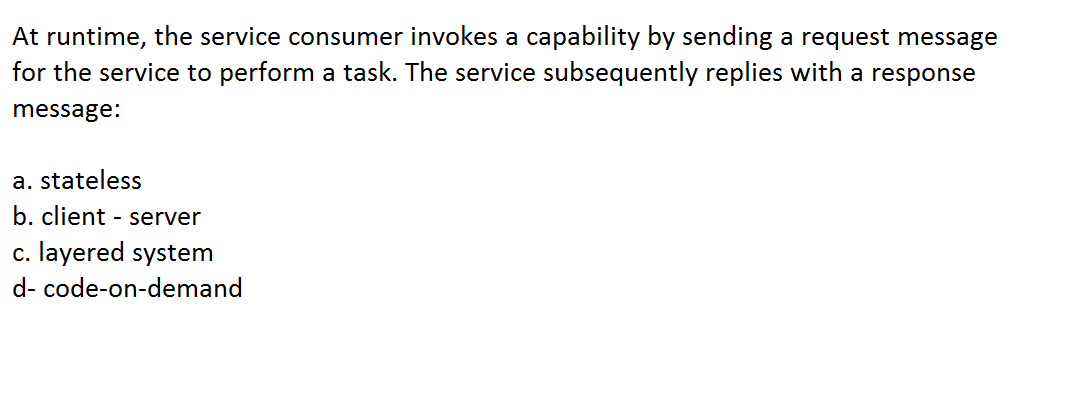 At runtime, the service consumer invokes a capability by sending a request message
for the service to perform a task. The service subsequently replies with a response
message:
a. stateless
b. client - server
c. layered system
d- code-on-demand